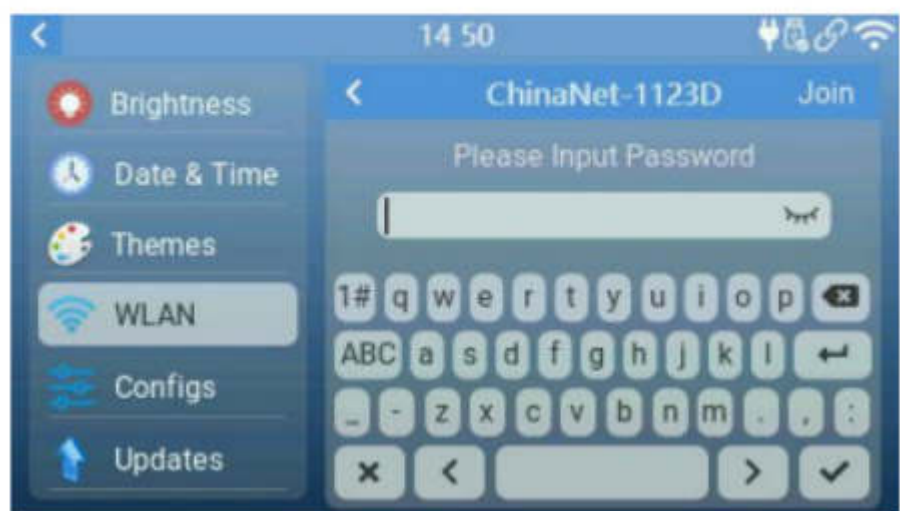 14 50
Brightness
Date & Time
Themes
WLAN
Configs
Updates
ChinaNet-1123D
Join
Please Input Password
1# q w e r t y u i o p
ABC a s d f g h j k l
_ - z x c v b n m . , :